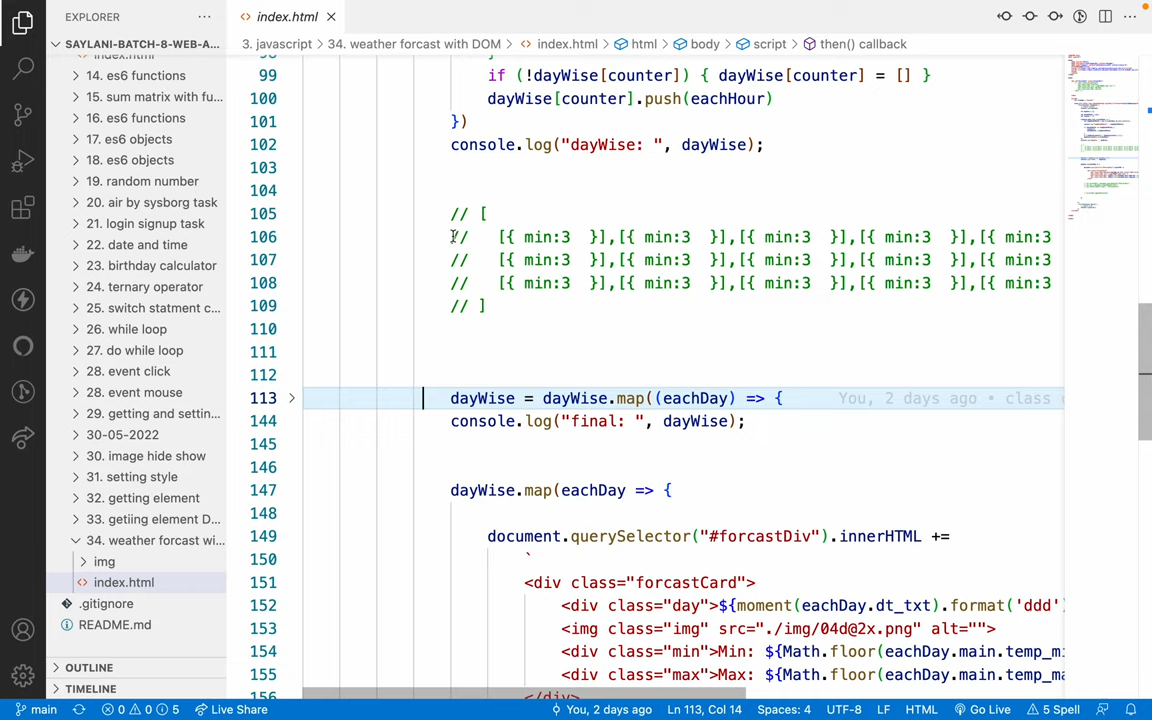 EXPLORER
index.html
SAYLANI-BATCH-8-WEB-A...
3. javascript > 34. weather forcast with DOM > index.html > html > body > script > then() callback
14. es6 functions
15. sum matrix with fu...
16. es6 functions
17. es6 objects
18. es6 objects
19. random number
20. air by sysborg task
21. login signup task
22. date and time
23. birthday calculator
24. ternary operator
25. switch statment c...
26. while loop
27. do while loop
28. event click
28. event mouse
29. getting and settin...
30-05-2022
30. image hide show
31. setting style
32. getting element
33. getiing element D...
34. weather forcast wi...
img
index.html
.gitignore
README.md
OUTLINE
TIMELINE
99 if (!dayWise[counter]) { dayWise[counter] = [] }
100 dayWise[counter].push(eachHour)
101 })
102 console.log("dayWise: ", dayWise);
103
104
105 // [
106 // [{ min:3 }],[{ min:3 }],[{ min:3 }],[{ min:3 }],[{ min:3
107 // [{ min:3 }],[{ min:3 }],[{ min:3 }],[{ min:3 }],[{ min:3
108 // [{ min:3 }],[{ min:3 }],[{ min:3 }],[{ min:3 }],[{ min:3
109 // ]
110
111
112
113 dayWise = dayWise.map((eachDay) => { You, 2 days ago • class
144 console.log("final: ", dayWise);
145
146
147 dayWise.map(eachDay => {
148
149 document.querySelector("#forcastDiv").innerHTML +=
150 `
151 <div class="forcastCard">
152 <div class="day">${moment(eachDay.dt_txt).format('ddd')
153 <img class="img" src="./img/04d@2x.png" alt="">
154 <div class="min">Min: ${Math.floor(eachDay.main.temp_mi
155 <div class="max">Max: ${Math.floor(eachDay.main.temp_ma
156 </div>
main 0 0 5 Live Share You, 2 days ago Ln 113, Col 14 Spaces: 4 UTF-8 LF HTML Go Live 5 Spell